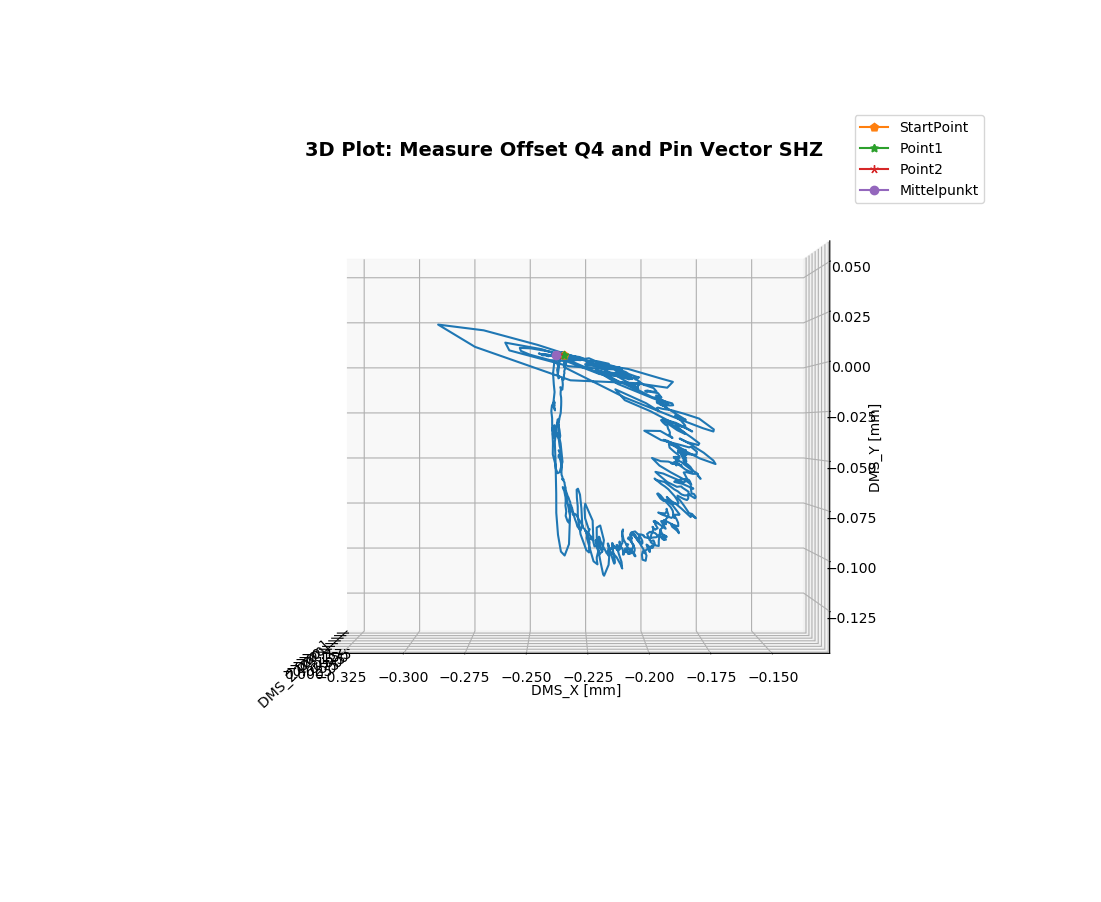 3D Plot: Measure Offset Q4 and Pin Vector SHZ
StartPoint
Point1
Point2
Mittelpunkt
0.050
0.025
0.000
−0.025
−0.050
−0.075
−0.100
−0.125
DMS_Y [mm]
−0.300
−0.275
−0.250
−0.225
−0.200
−0.175
−0.150
DMS_X [mm]